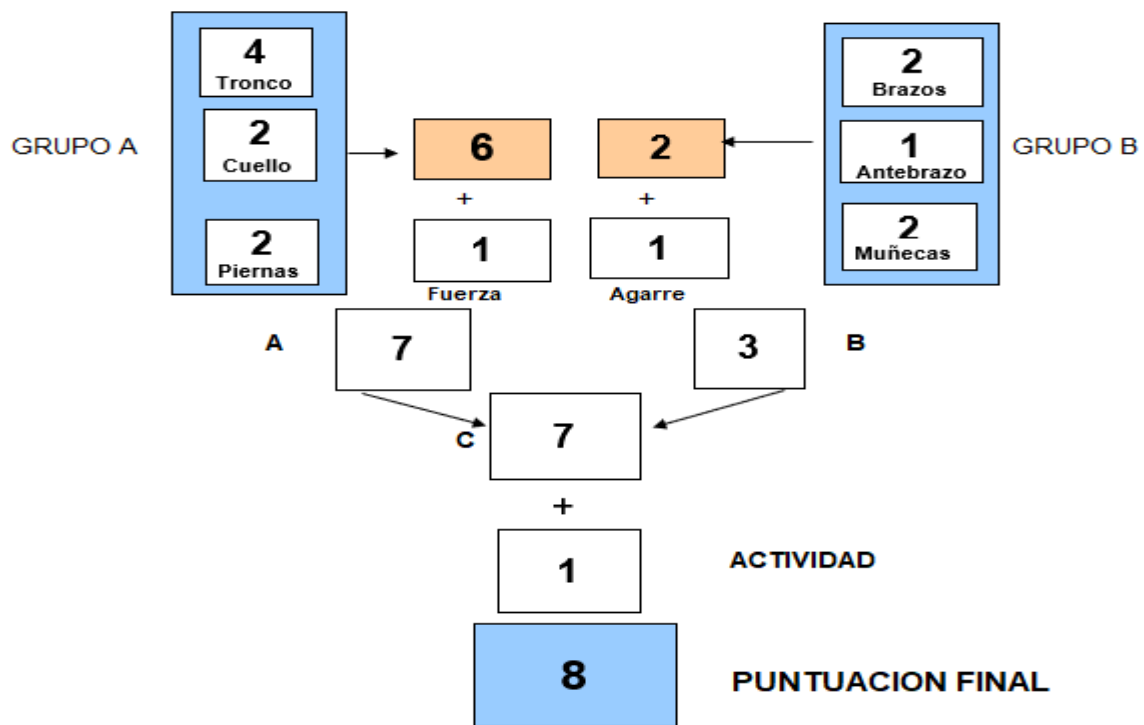 4
Tronco
2
Cuello
2
Piernas
GRUPO A
6
+
1
Fuerza
2
+
1
Agarre
2
Brazos
1
Antebrazo
2
Muñecas
GRUPO B
A
7
3
B
C
7
+
1
ACTIVIDAD
8
PUNTUACION FINAL